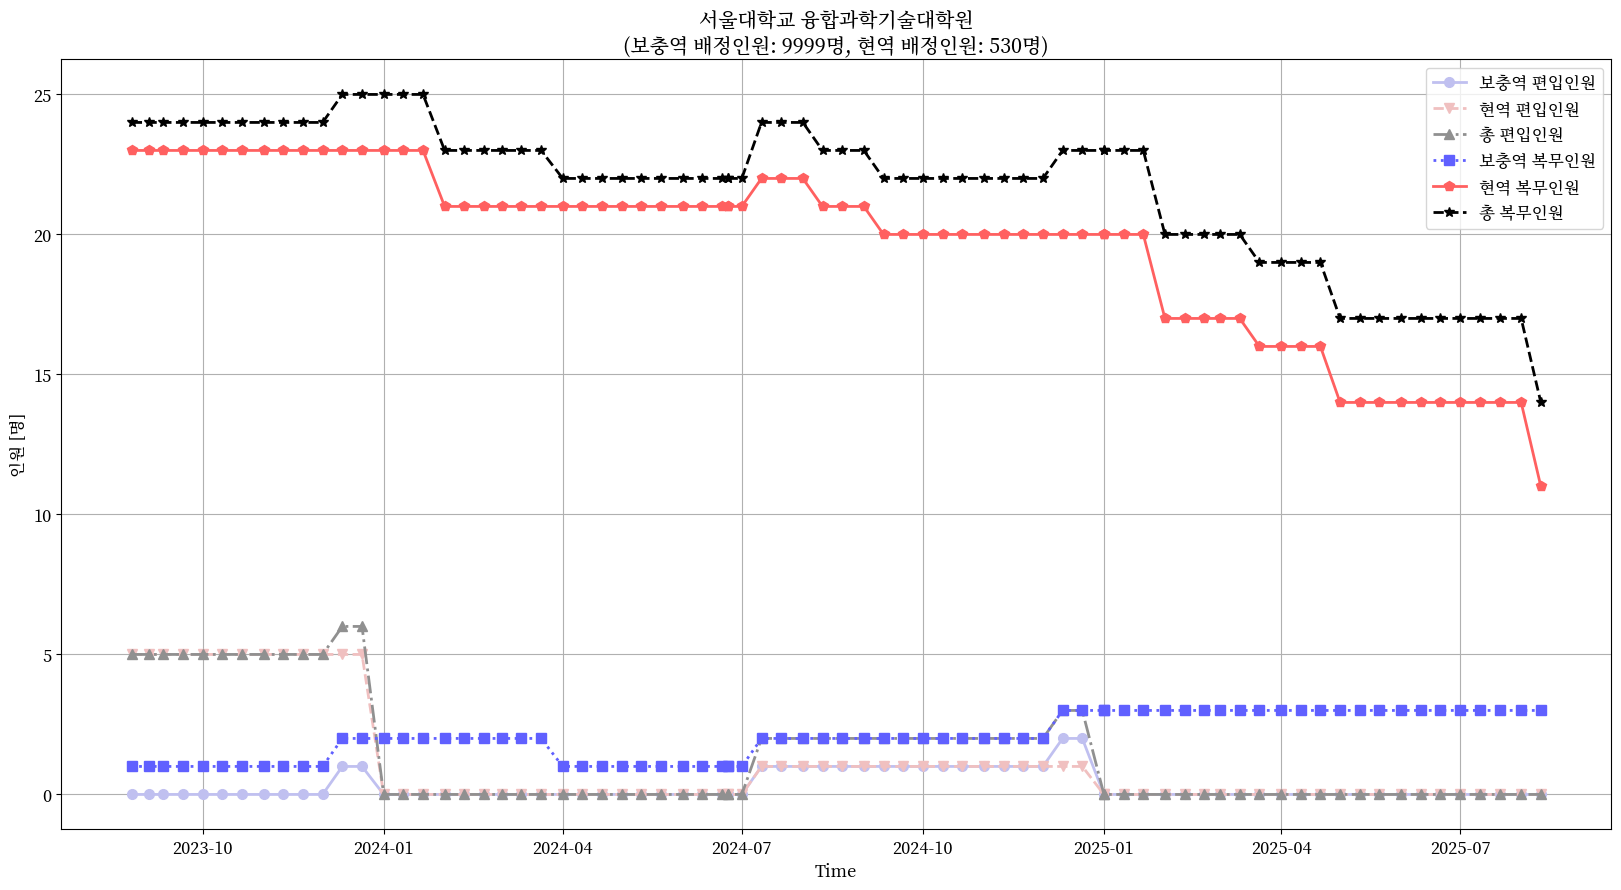 서울대학교 융합과학기술대학원
(보충역 배정인원: 9999명, 현역 배정인원: 530명)
보충역 편입인원
현역 편입인원
총 편입인원
보충역 복무인원
현역 복무인원
총 복무인원
인원 [명]
25
20
15
10
5
0
2023-10
2024-01
2024-04
2024-07
2024-10
2025-01
2025-04
2025-07
Time